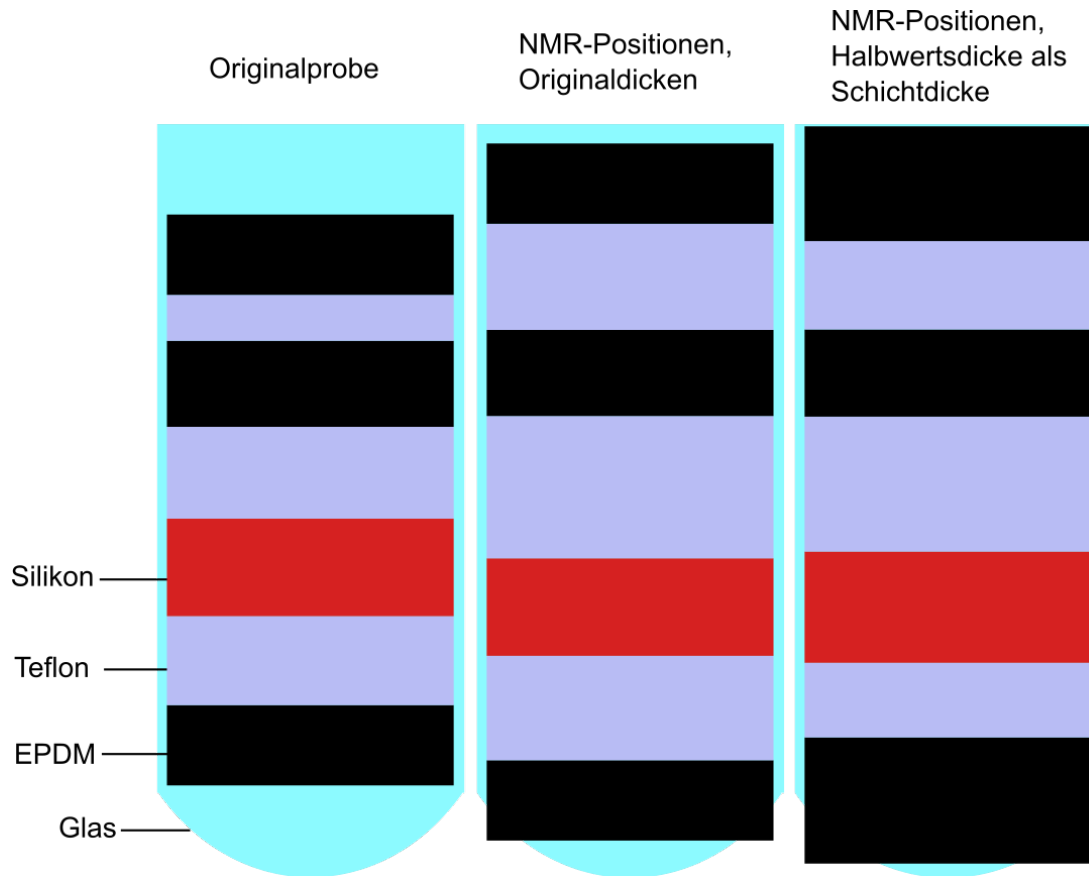 Originalprobe
NMR-Positionen,
Originaldicken
NMR-Positionen,
Halbwertsdicke als
Schichtdicke
Silikon
Teflon
EPDM
Glas